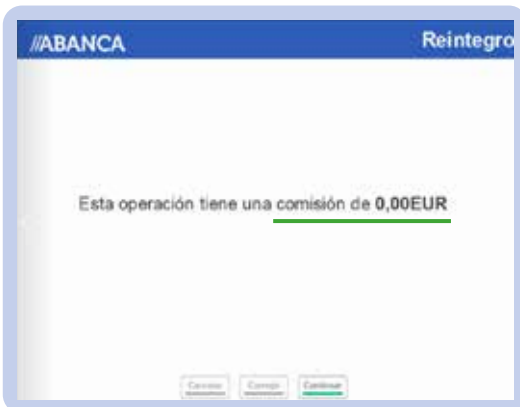 //ABANCA
Reintegro
Esta operación tiene una comisión de 0,00EUR
Cancelar
Corregir
Continuar